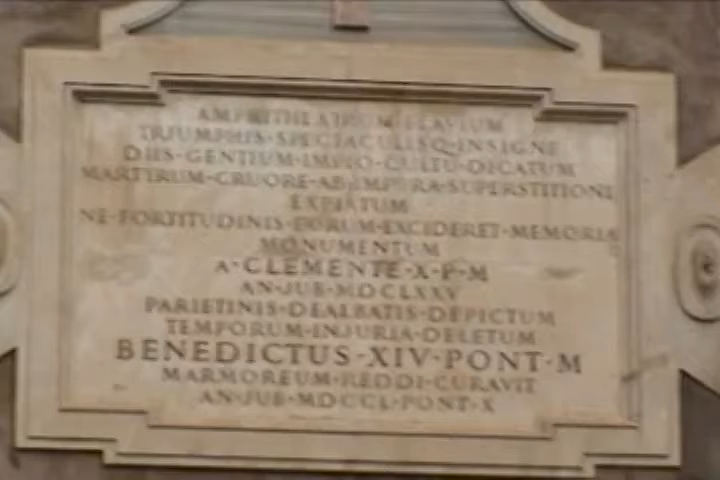 AMPHITHEATRUM FLAVIUM
TRIUMPHIS·SPECTACULISQ·INSIGNE
DIIS·GENTIUM·IMPIO·CULTU·DICATUM
MARTYRUM·CRUORE·AB·IMPURA·SUPERSTITIONE
EXPIATUM
NE·FORTITUDINIS·EORUM·EXCIDERET·MEMORIA
MONUMENTUM
A·CLEMENTE·X·P·M
AN·JUB·MDCLXXV
PARIETINIS·DEALBATIS·DEPICTUM
TEMPORUM·INJURIA·DELETUM
BENEDICTUS·XIV·PONT·M
MARMOREUM·REDDI·CURAVIT
AN·JUB·MDCCL·PONT·X